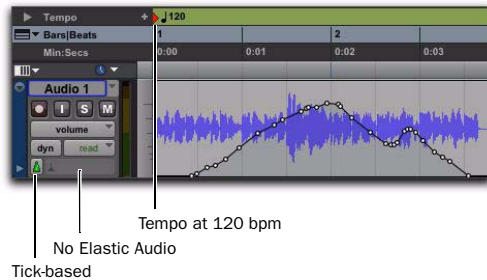 Tempo + 120
Bars|Beats 1 2
Min:Secs 0:00 0:01 0:02 0:03
Audio 1
I S M
volume
dyn read
Tempo at 120 bpm
No Elastic Audio
Tick-based